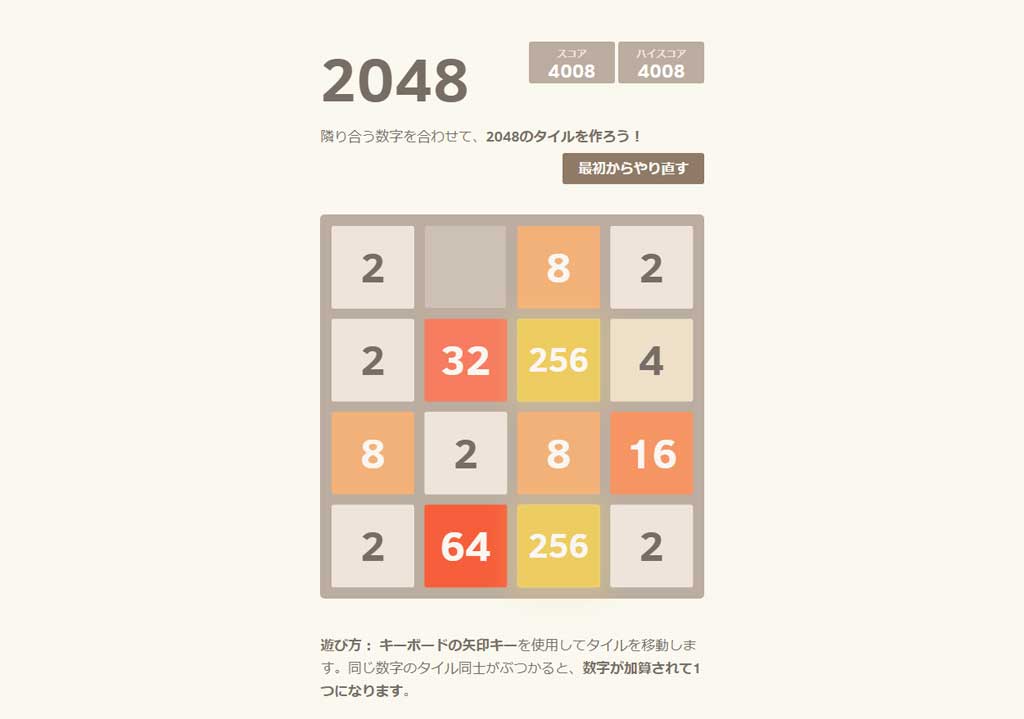 2048
スコア
4008
ハイスコア
4008
隣り合う数字を合わせて、2048のタイルを作ろう！
最初からやり直す
2 8 2
2 32 256 4
8 2 8 16
2 64 256 2
遊び方： キーボードの矢印キーを使用してタイルを移動しま
す。同じ数字のタイル同士がぶつかると、数字が加算されて1
つになります。